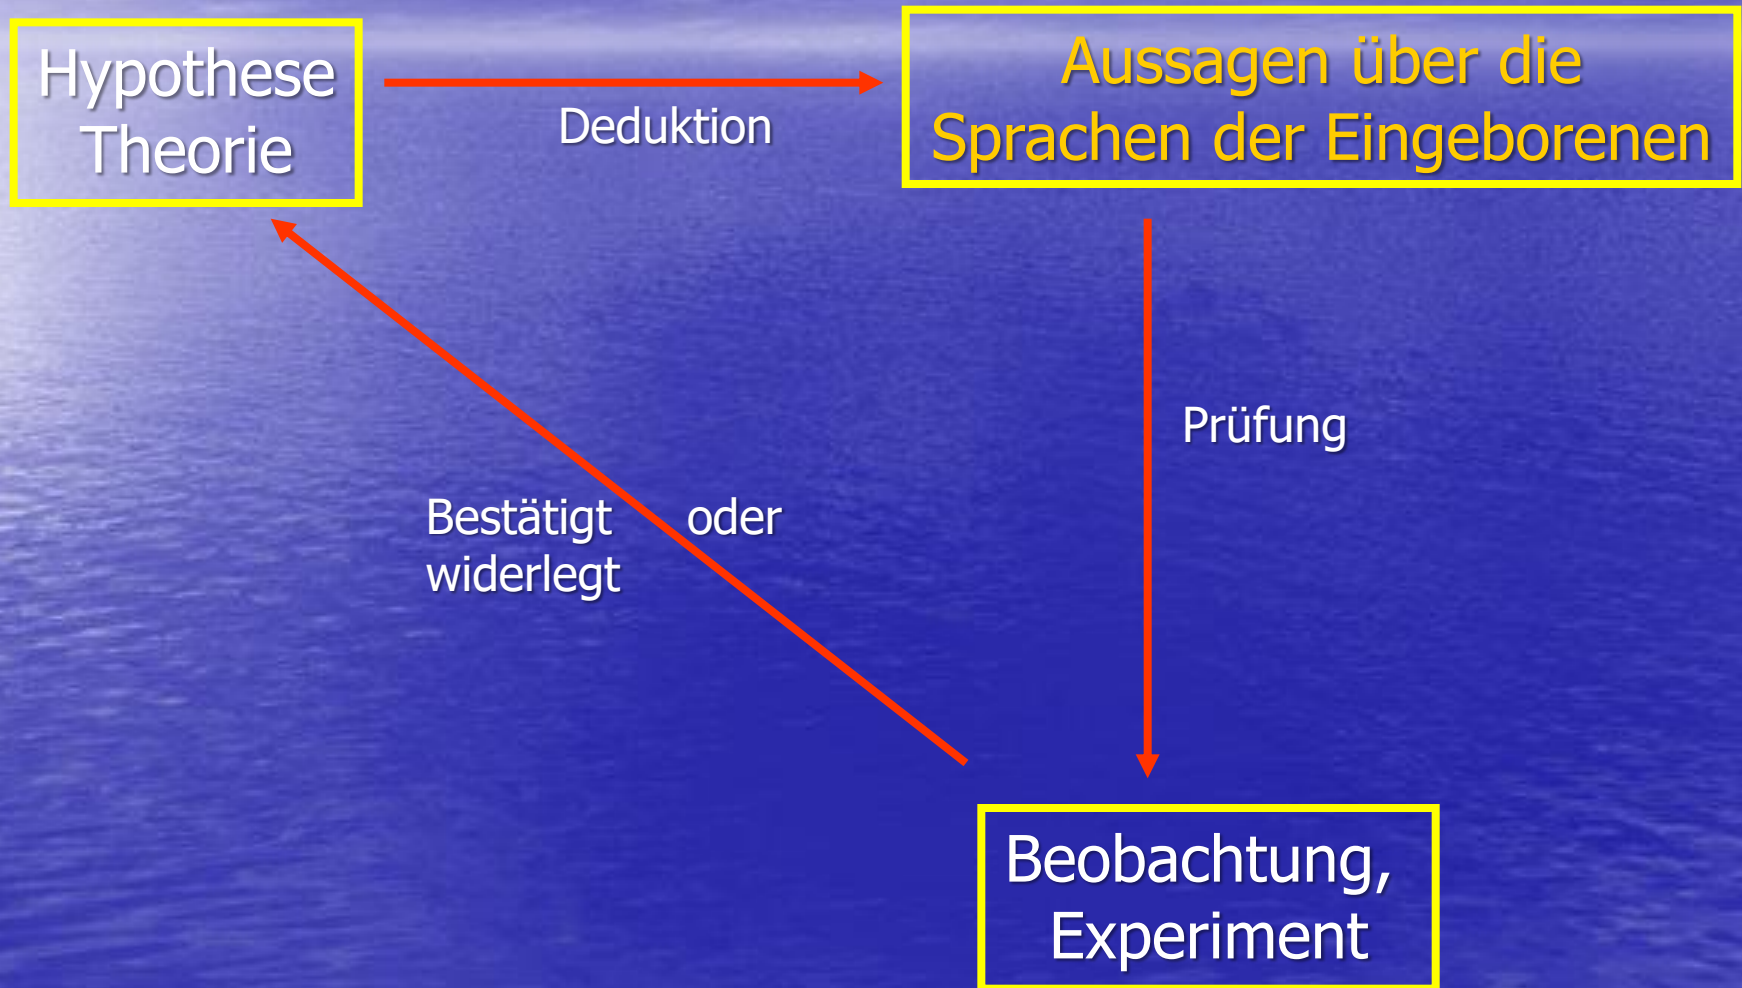 Hypothese
Theorie
Deduktion
Aussagen über die
Sprachen der Eingeborenen
Prüfung
Bestätigt oder
widerlegt
Beobachtung,
Experiment